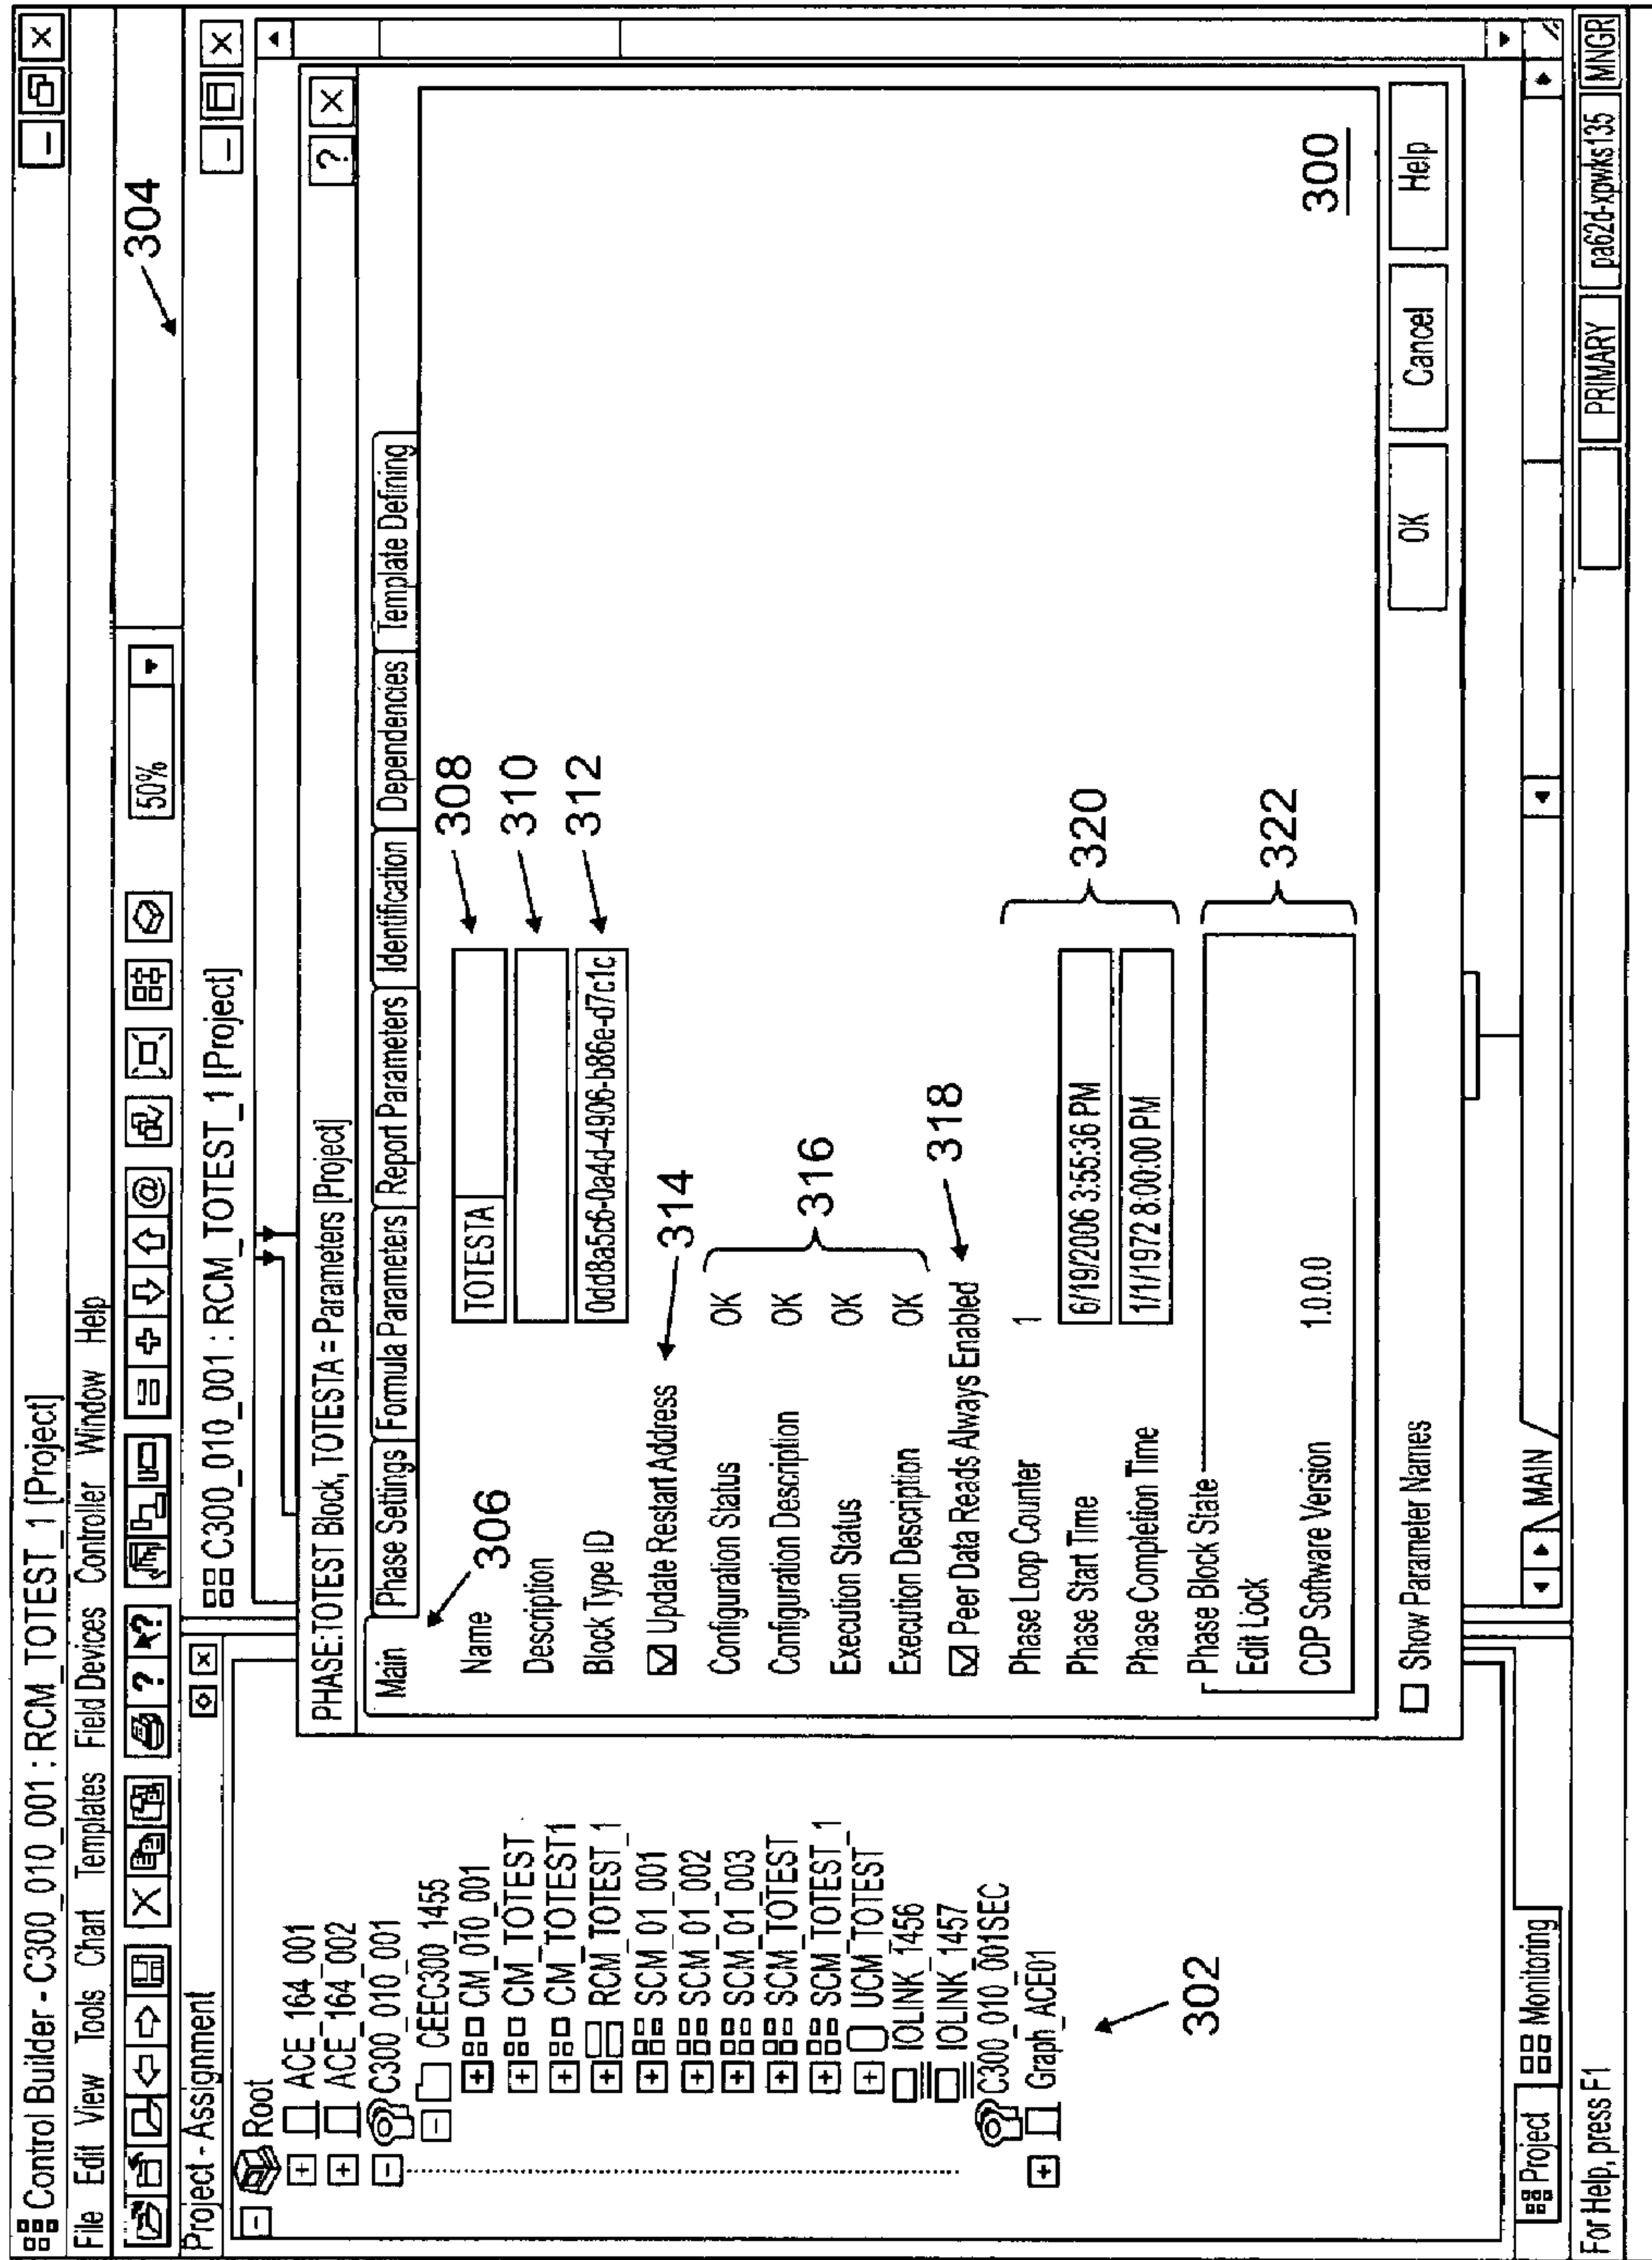 Control Builder - C300_010_001 : RCM_TOTEST_1 [Project]
File Edit View Tools Chart Templates Field Devices Controller Window Help
50%
304
Project - Assignment
Root
ACE_164_001
ACE_164_002
C300_010_001
CEEC300_1455
CM_010_001
CM_TOTEST
CM_TOTEST1
RCM_TOTEST_1
SCM_01_001
SCM_01_002
SCM_01_003
SCM_TOTEST
SCM_TOTEST_1
UCM_TOTEST
IOLINK_1456
IOLINK_1457
C300_010_001SEC
Graph_ACE01
302
Project Monitoring
C300_010_001 : RCM_TOTEST_1 [Project]
PHASE:TOTEST Block, TOTESTA = Parameters [Project]
? X
Main Phase Settings Formula Parameters Report Parameters Identification Dependencies Template Defining
306
Name TOTESTA 308
Description 310
Block Type ID 0dd8a5c6-0a4d-4906-b86e-d7c1c 312
Update Restart Address 314
Configuration Status OK
Configuration Description OK
316
Execution Status OK
Execution Description OK
Peer Data Reads Always Enabled 318
Phase Loop Counter 1
Phase Start Time 6/19/2006 3:55:36 PM 320
Phase Completion Time 1/1/1972 8:00:00 PM
Phase Block State
Edit Lock 322
CDP Software Version 1.0.0.0
300
Show Parameter Names
OK Cancel Help
MAIN
For Help, press F1
PRIMARY pa62d-xpwks135 MNGR